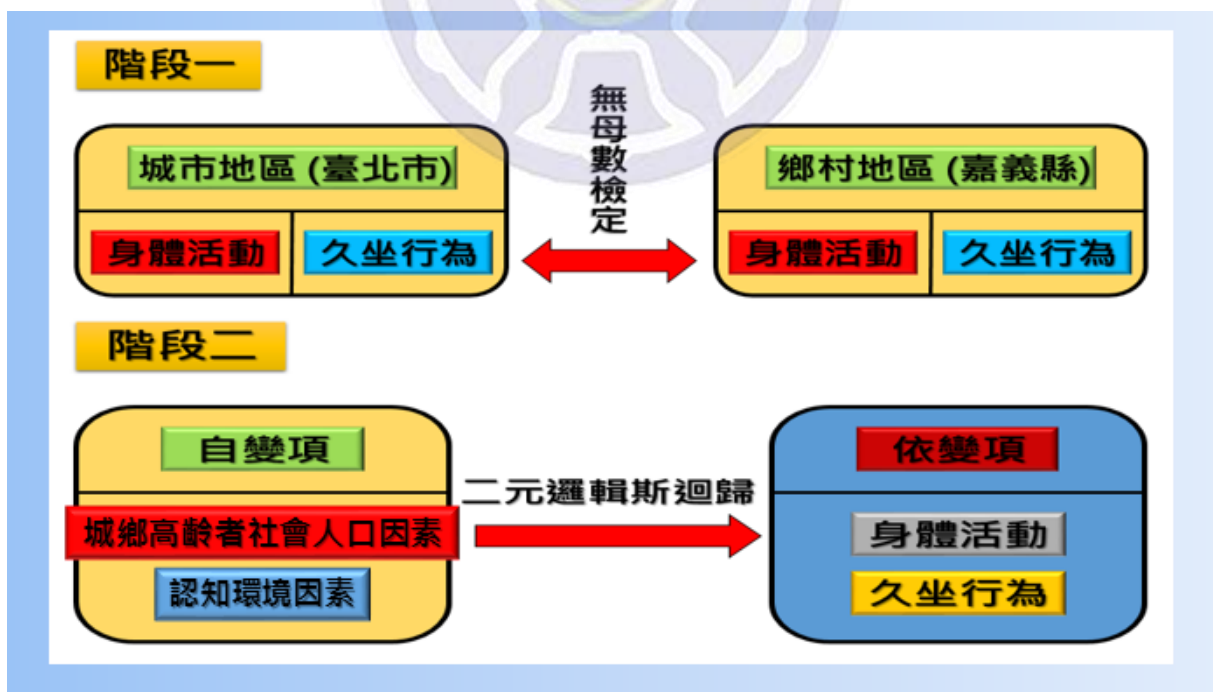 階段一
城市地區 (臺北市)
身體活動
久坐行為
無母數檢定
鄉村地區 (嘉義縣)
身體活動
久坐行為
階段二
自變項
城鄉高齡者社會人口因素
認知環境因素
二元邏輯斯迴歸
依變項
身體活動
久坐行為